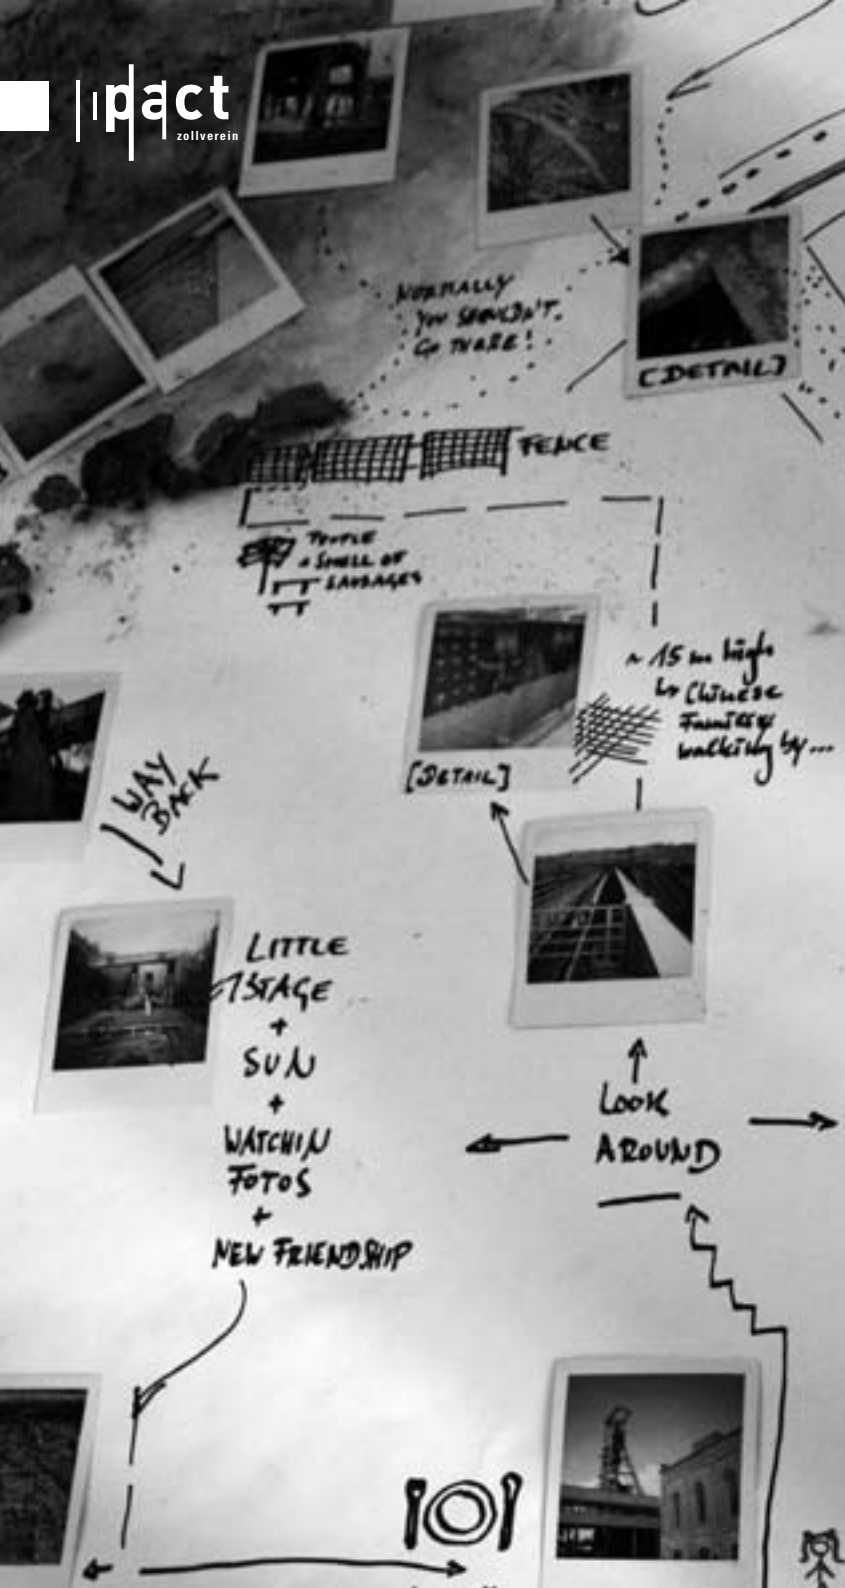 pact
zollverein
NORMALLY
YOU SHOULDN'T
GO THERE!
[DETAIL]
FENCE
PEOPLE
+ SMELL OF
SAUSAGES
~ 15 m high
↳ Chinese
Family
walking by...
[DETAIL]
WAY
BACK
LITTLE
STAGE
+
SUN
+
WATCHIN
FOTOS
+
NEW FRIENDSHIP
LOOK
AROUND